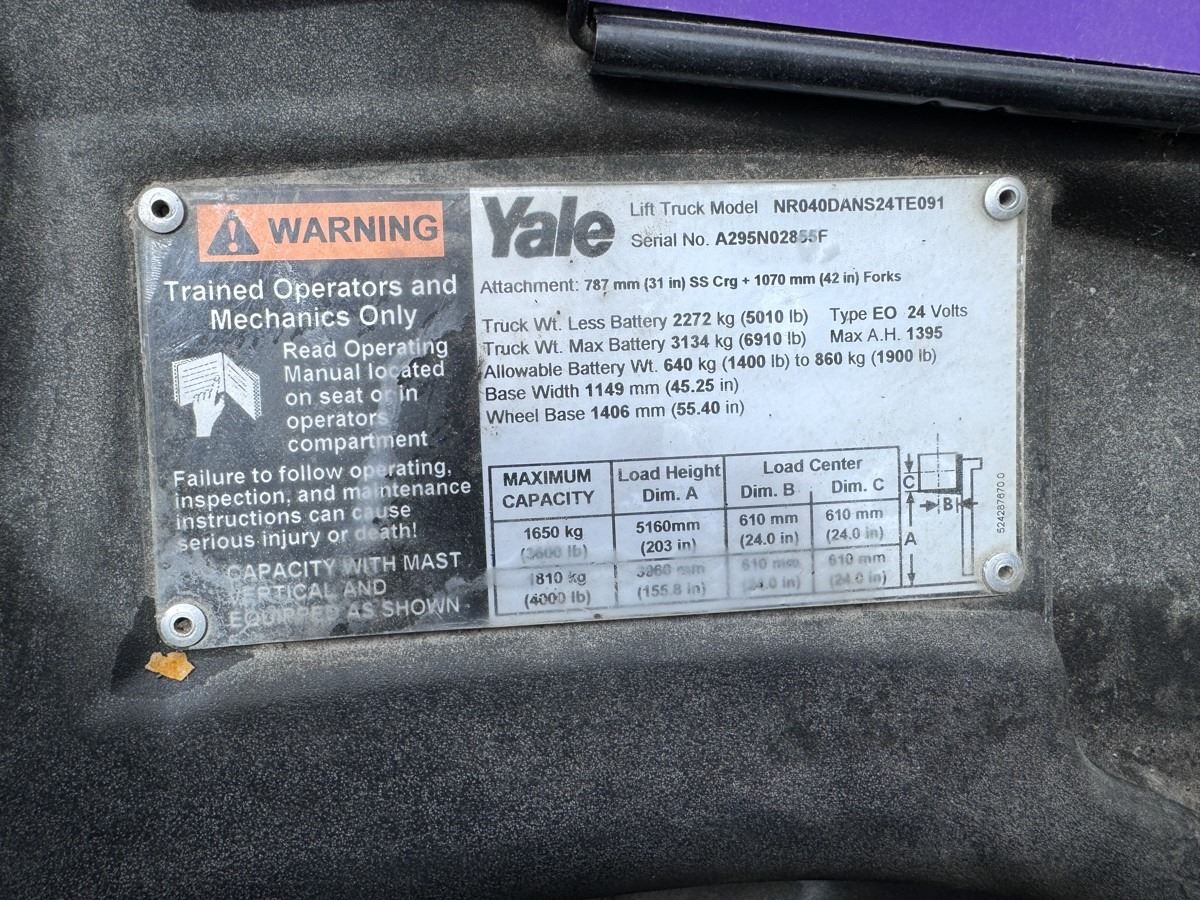 WARNING
Trained Operators and
Mechanics Only
Read Operating
Manual located
on seat or in
operators
compartment
Failure to follow operating,
inspection, and maintenance
instructions can cause
serious injury or death!
CAPACITY WITH MAST
VERTICAL AND
EQUIPPED AS SHOWN
Yale
Lift Truck Model NR040DANS24TE091
Serial No. A295N02855F
Attachment: 787 mm (31 in) SS Crg + 1070 mm (42 in) Forks
Truck Wt. Less Battery 2272 kg (5010 lb) Type EO 24 Volts
Truck Wt. Max Battery 3134 kg (6910 lb) Max A.H. 1395
Allowable Battery Wt. 640 kg (1400 lb) to 860 kg (1900 lb)
Base Width 1149 mm (45.25 in)
Wheel Base 1406 mm (55.40 in)
MAXIMUM CAPACITY Load Height Dim. A Load Center Dim. B Dim. C
1650 kg 5160mm 610 mm 610 mm
(3600 lb) (203 in) (24.0 in) (24.0 in)
1810 kg 3960 mm 610 mm 610 mm
(4000 lb) (155.8 in) (24.0 in) (24.0 in)
C
B
A
524287670.0